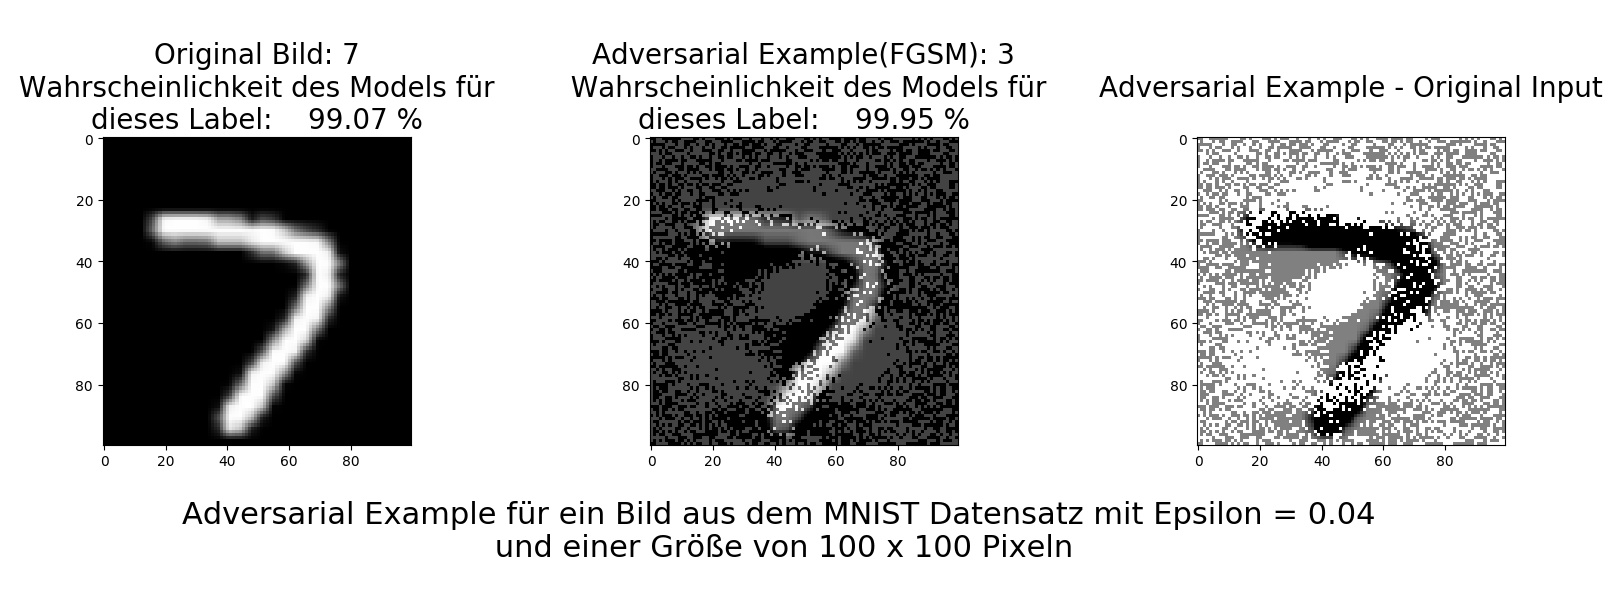 Original Bild: 7
Wahrscheinlichkeit des Models für
dieses Label: 99.07 %
0
20
40
60
80
0 20 40 60 80
Adversarial Example(FGSM): 3
Wahrscheinlichkeit des Models für
dieses Label: 99.95 %
0
20
40
60
80
0 20 40 60 80
Adversarial Example - Original Input
0
20
40
60
80
0 20 40 60 80
Adversarial Example für ein Bild aus dem MNIST Datensatz mit Epsilon = 0.04
und einer Größe von 100 x 100 Pixeln